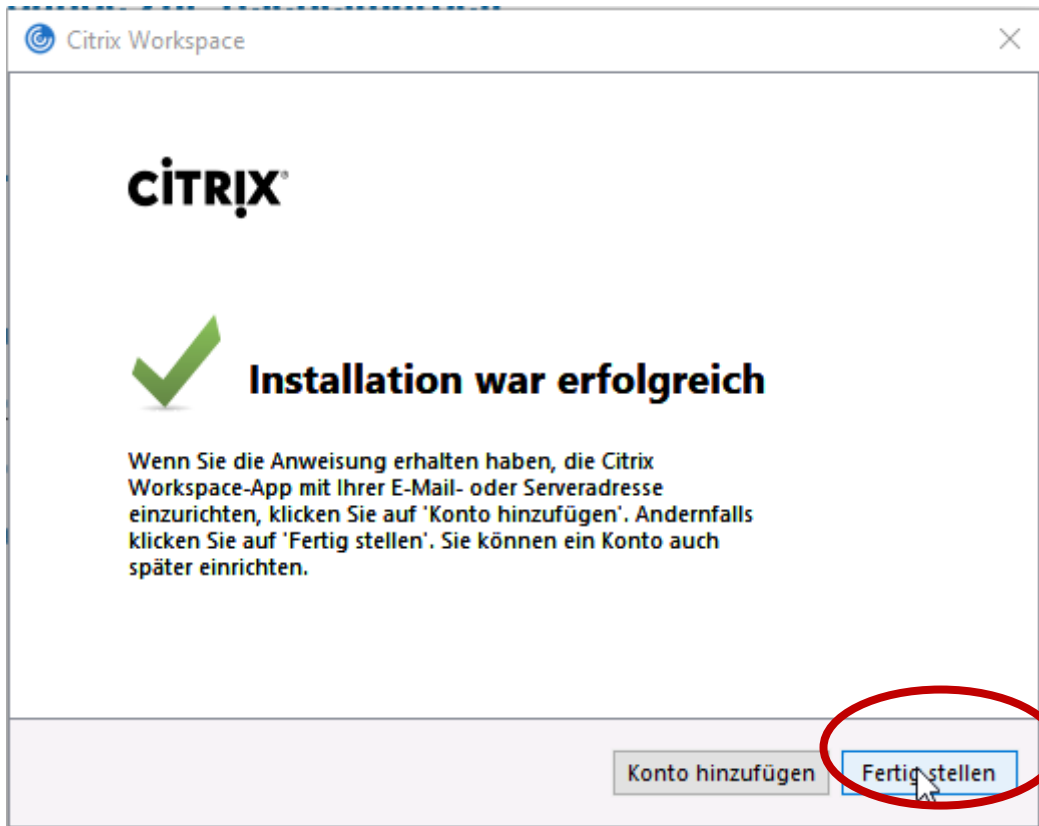 Citrix Workspace
CİTRIX®
Installation war erfolgreich
Wenn Sie die Anweisung erhalten haben, die Citrix
Workspace-App mit Ihrer E-Mail- oder Serveradresse
einzurichten, klicken Sie auf 'Konto hinzufügen'. Andernfalls
klicken Sie auf 'Fertig stellen'. Sie können ein Konto auch
später einrichten.
Konto hinzufügen Fertig stellen